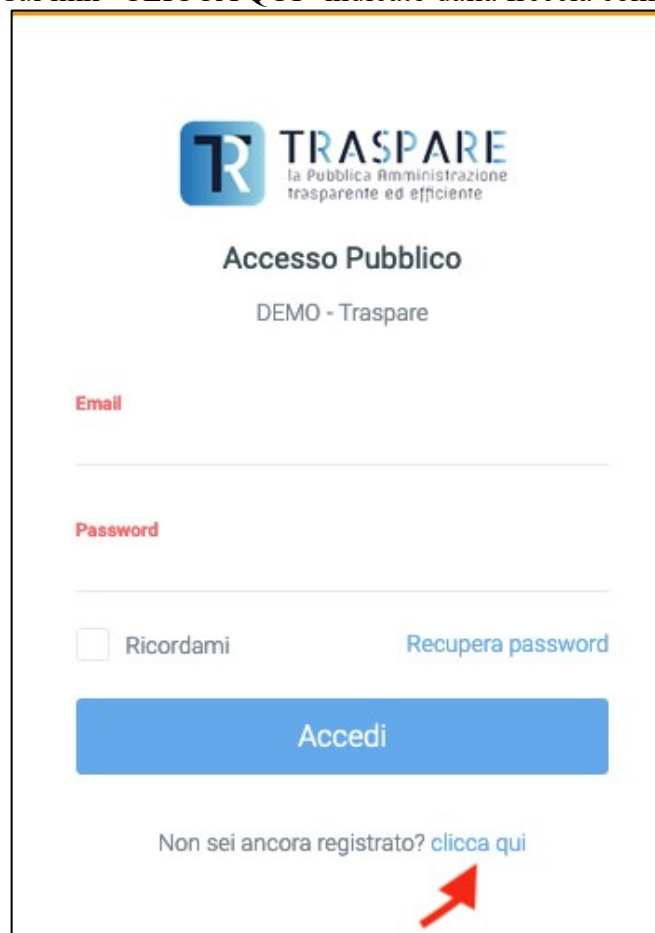 TR TRASPARE
la Pubblica Amministrazione
trasparente ed efficiente
Accesso Pubblico
DEMO - Traspare
Email
Password
Ricordami Recupera password
Accedi
Non sei ancora registrato? clicca qui